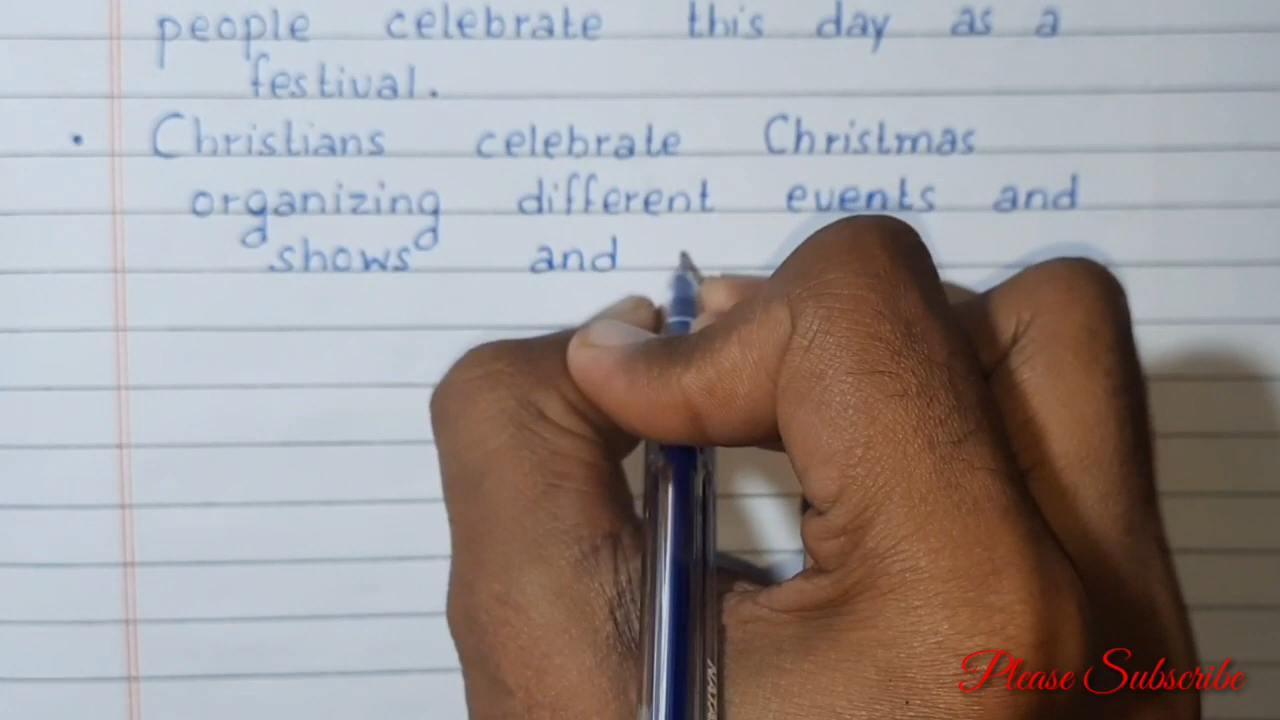 people celebrate this day as a
festival.
• Christians celebrate Christmas
organizing different events and
shows and
Please Subscribe